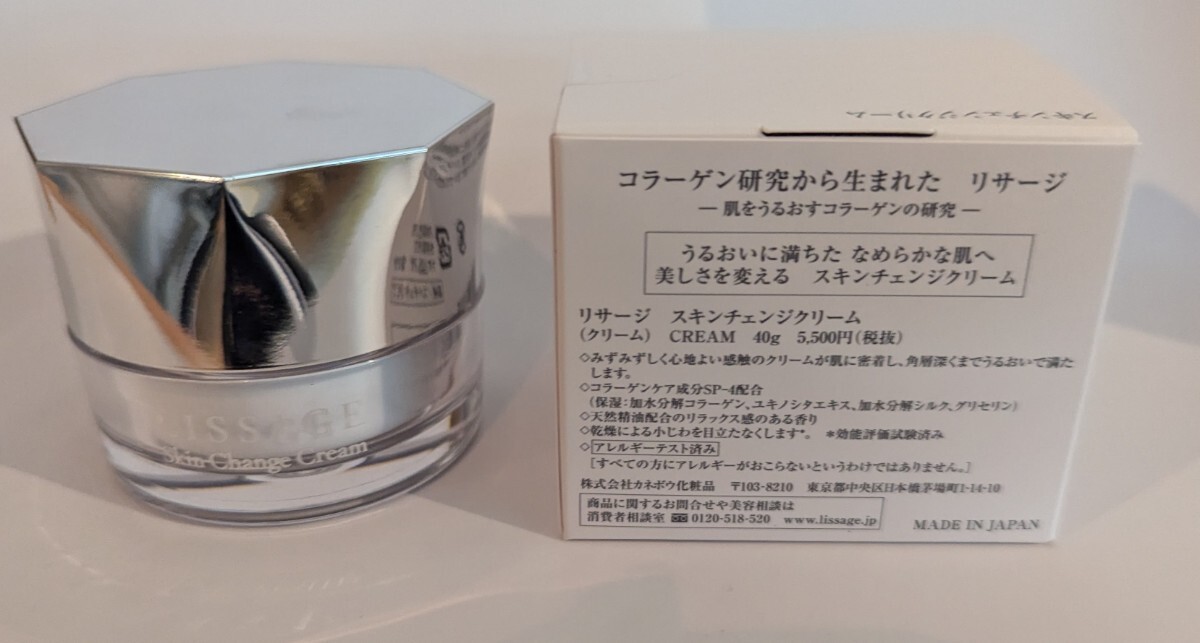 LISSAGE
Skin Change Cream
スキンチェンジクリーム
コラーゲン研究から生まれた リサージ
― 肌をうるおすコラーゲンの研究 ―
うるおいに満ちた なめらかな肌へ
美しさを変える スキンチェンジクリーム
リサージ スキンチェンジクリーム
(クリーム) CREAM 40g 5,500円(税抜)
◇みずみずしく心地よい感触のクリームが肌に密着し、角層深くまでうるおいで満た
します。
◇コラーゲンケア成分SP-4配合
(保湿:加水分解コラーゲン、ユキノシタエキス、加水分解シルク、グリセリン)
◇天然精油配合のリラックス感のある香り
◇乾燥による小じわを目立たなくします*。 *効能評価試験済み
◇アレルギーテスト済み
[すべての方にアレルギーがおこらないというわけではありません。]
株式会社カネボウ化粧品 〒103-8210 東京都中央区日本橋茅場町1-14-10
商品に関するお問合せや美容相談は
消費者相談室 0120-518-520 www.lissage.jp
MADE IN JAPAN